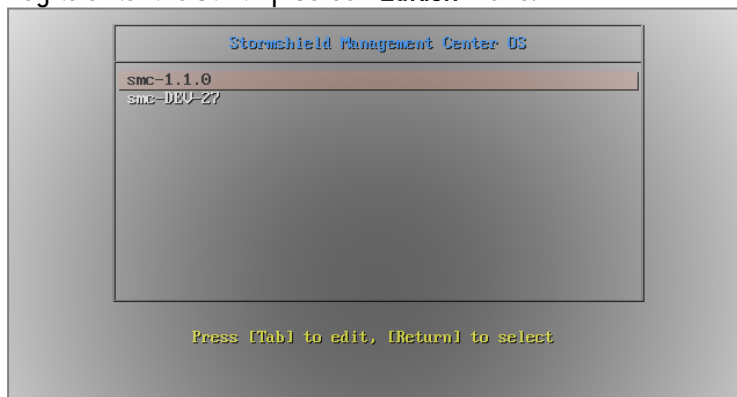 Stormshield Management Center OS
smc-1.1.0
smc-DEV-27
Press [Tab] to edit, [Return] to select